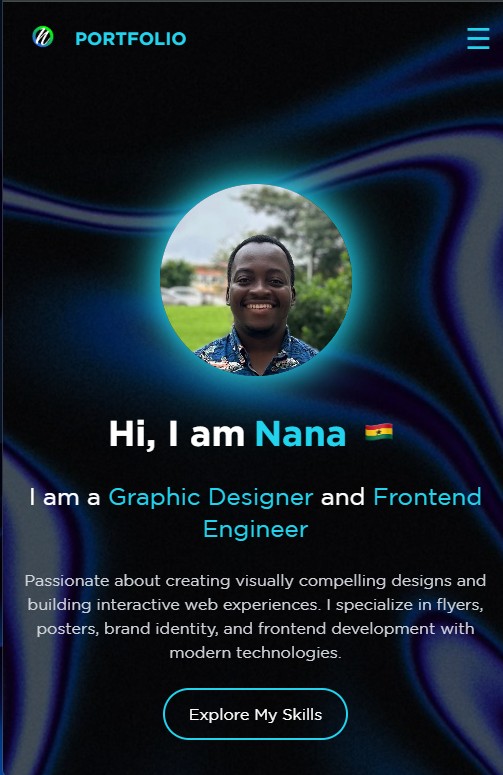 PORTFOLIO
Hi, I am Nana 🇬🇭
I am a Graphic Designer and Frontend
Engineer
Passionate about creating visually compelling designs and
building interactive web experiences. I specialize in flyers,
posters, brand identity, and frontend development with
modern technologies.
Explore My Skills